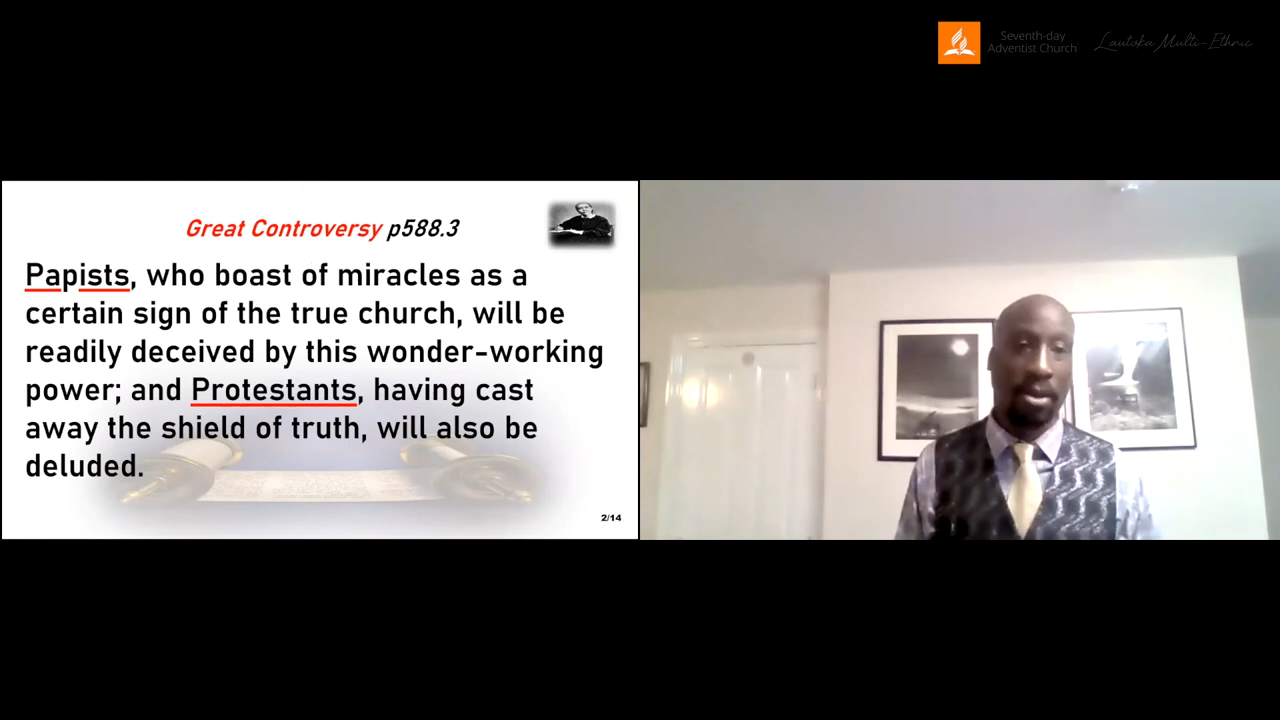 Seventh-day
Adventist Church
Lautoka Multi-Ethnic
Great Controversy p588.3
Papists, who boast of miracles as a
certain sign of the true church, will be
readily deceived by this wonder-working
power; and Protestants, having cast
away the shield of truth, will also be
deluded.
2/14